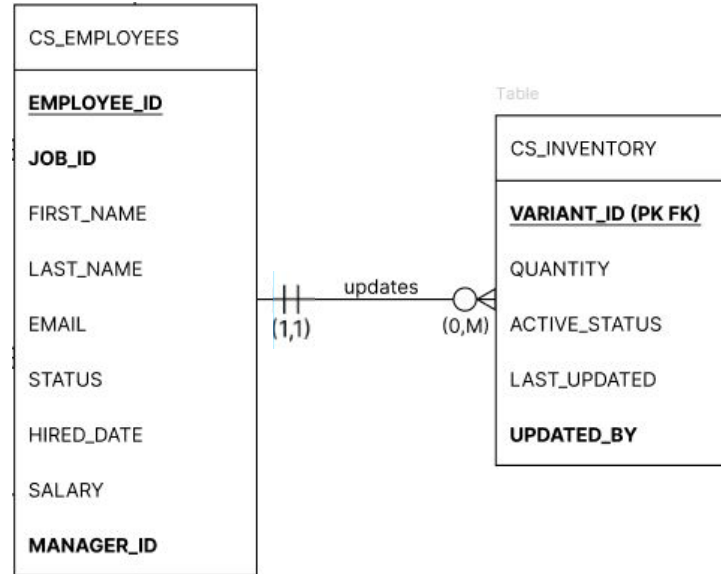 CS_EMPLOYEES
EMPLOYEE_ID
JOB_ID
FIRST_NAME
LAST_NAME
EMAIL
STATUS
HIRED_DATE
SALARY
MANAGER_ID
updates
(1,1)
(0,M)
Table
CS_INVENTORY
VARIANT_ID (PK FK)
QUANTITY
ACTIVE_STATUS
LAST_UPDATED
UPDATED_BY